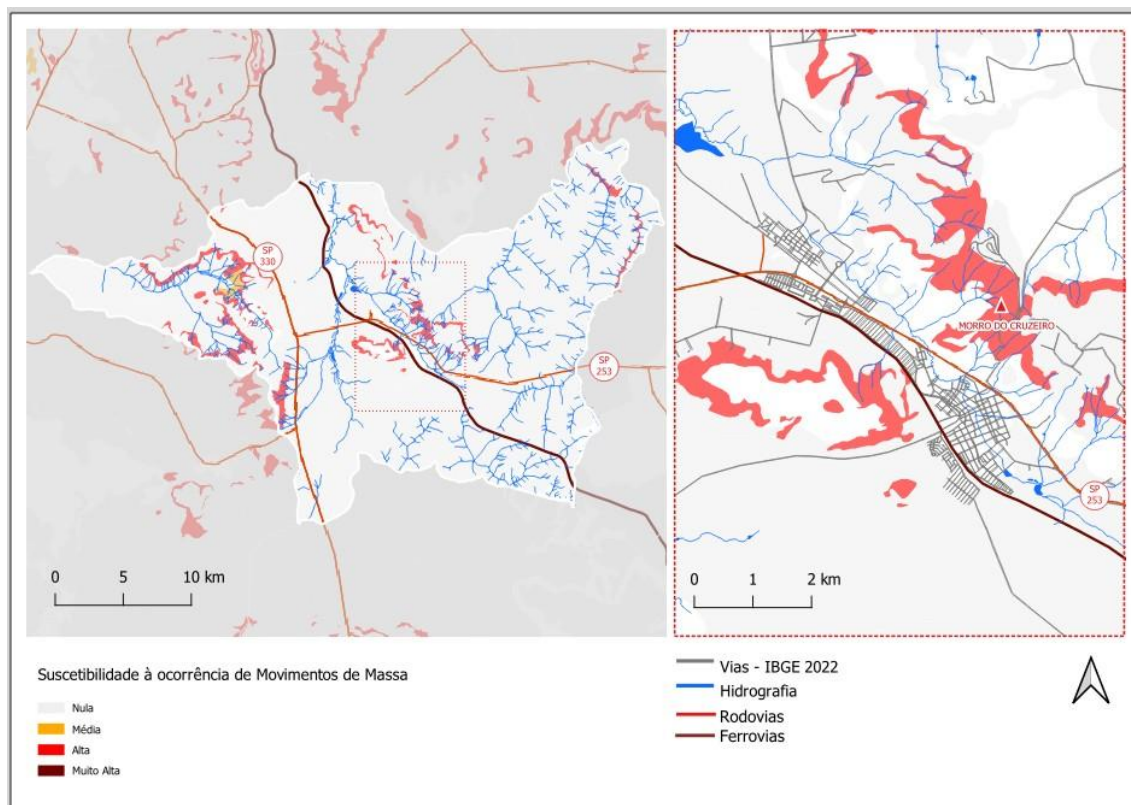 SP
330
SP
253
0 5 10 km
MORRO DO CRUZEIRO
SP
253
0 1 2 km
Suscetibilidade à ocorrência de Movimentos de Massa
Nula
Média
Alta
Muito Alta
Vias - IBGE 2022
Hidrografia
Rodovias
Ferrovias